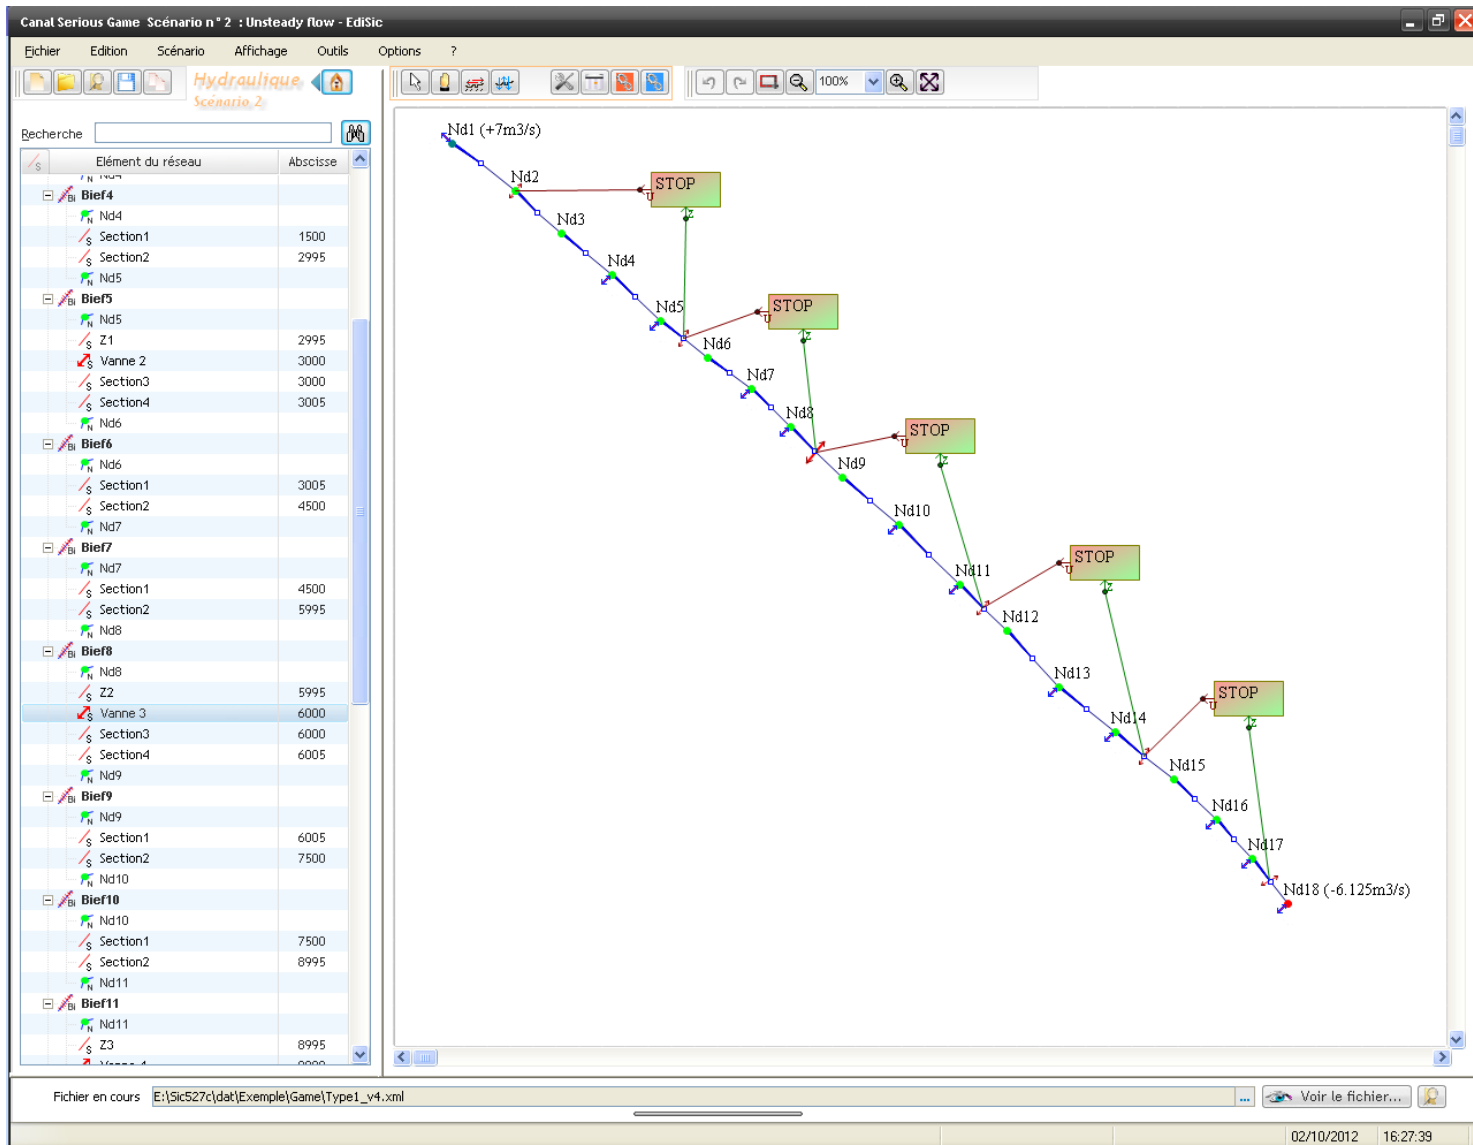 Canal Serious Game Scénario n° 2 : Unsteady flow - EdiSic
Fichier Edition Scénario Affichage Outils Options ?
Hydraulique
Scénario 2
100%
Recherche
Elément du réseau Abscisse
Nd4
Bief4
Nd4
Section1 1500
Section2 2995
Nd5
Bief5
Nd5
Z1 2995
Vanne 2 3000
Section3 3000
Section4 3005
Nd6
Bief6
Nd6
Section1 3005
Section2 4500
Nd7
Bief7
Nd7
Section1 4500
Section2 5995
Nd8
Bief8
Nd8
Z2 5995
Vanne 3 6000
Section3 6000
Section4 6005
Nd9
Bief9
Nd9
Section1 6005
Section2 7500
Nd10
Bief10
Nd10
Section1 7500
Section2 8995
Nd11
Bief11
Nd11
Z3 8995
Nd1 (+7m3/s)
Nd2
STOP
U
Z
Nd3
Nd4
Nd5
STOP
U
Z
Nd6
Nd7
Nd8
STOP
U
Z
Nd9
Nd10
Nd11
STOP
U
Z
Nd12
Nd13
Nd14
STOP
U
Z
Nd15
Nd16
Nd17
Nd18 (-6.125m3/s)
Fichier en cours E:\Sic527c\dat\Exemple\Game\Type1_v4.xml ... Voir le fichier...
02/10/2012 16:27:39